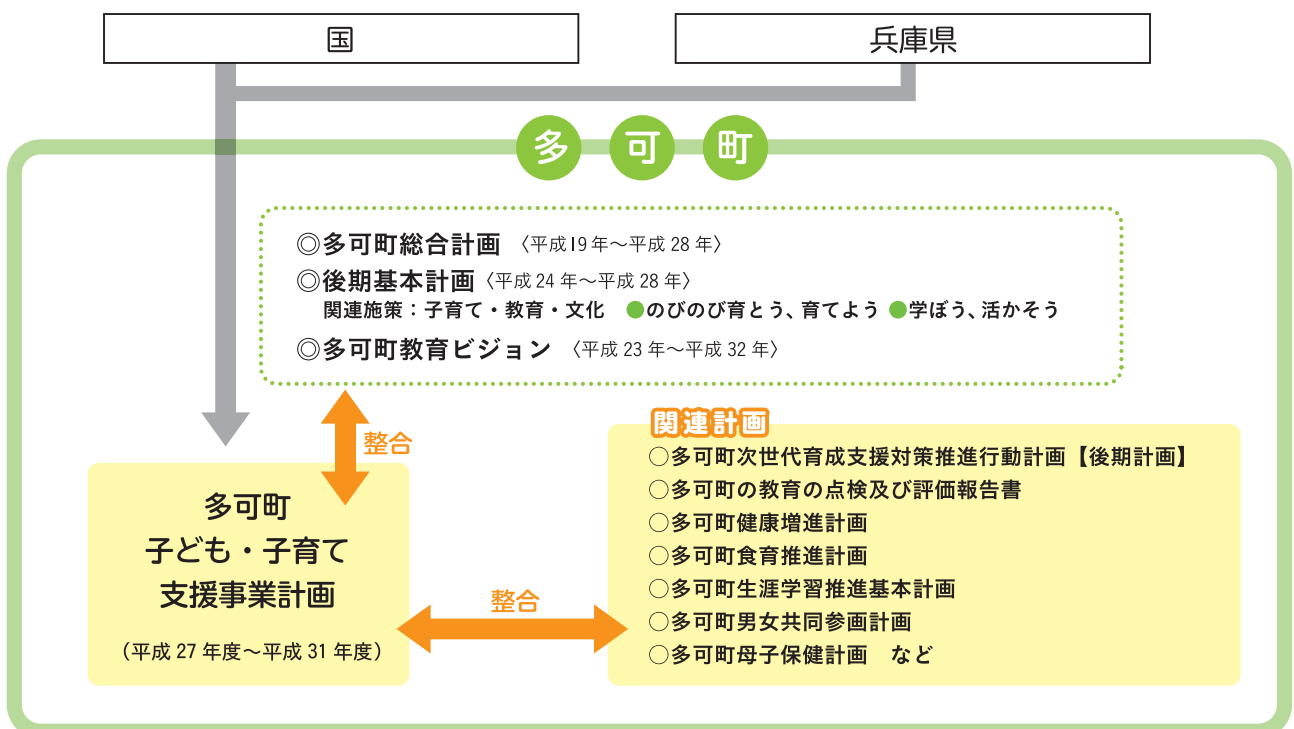 国
兵庫県
多可町
◎多可町総合計画 〈平成19年～平成28年〉
◎後期基本計画〈平成24年～平成28年〉
関連施策：子育て・教育・文化 ●のびのび育とう、育てよう ●学ぼう、活かそう
◎多可町教育ビジョン 〈平成23年～平成32年〉
整合
関連計画
○多可町次世代育成支援対策推進行動計画【後期計画】
○多可町の教育の点検及び評価報告書
○多可町健康増進計画
○多可町食育推進計画
○多可町生涯学習推進基本計画
○多可町男女共同参画計画
○多可町母子保健計画 など
多可町
子ども・子育て
支援事業計画
（平成27年度～平成31年度）
整合